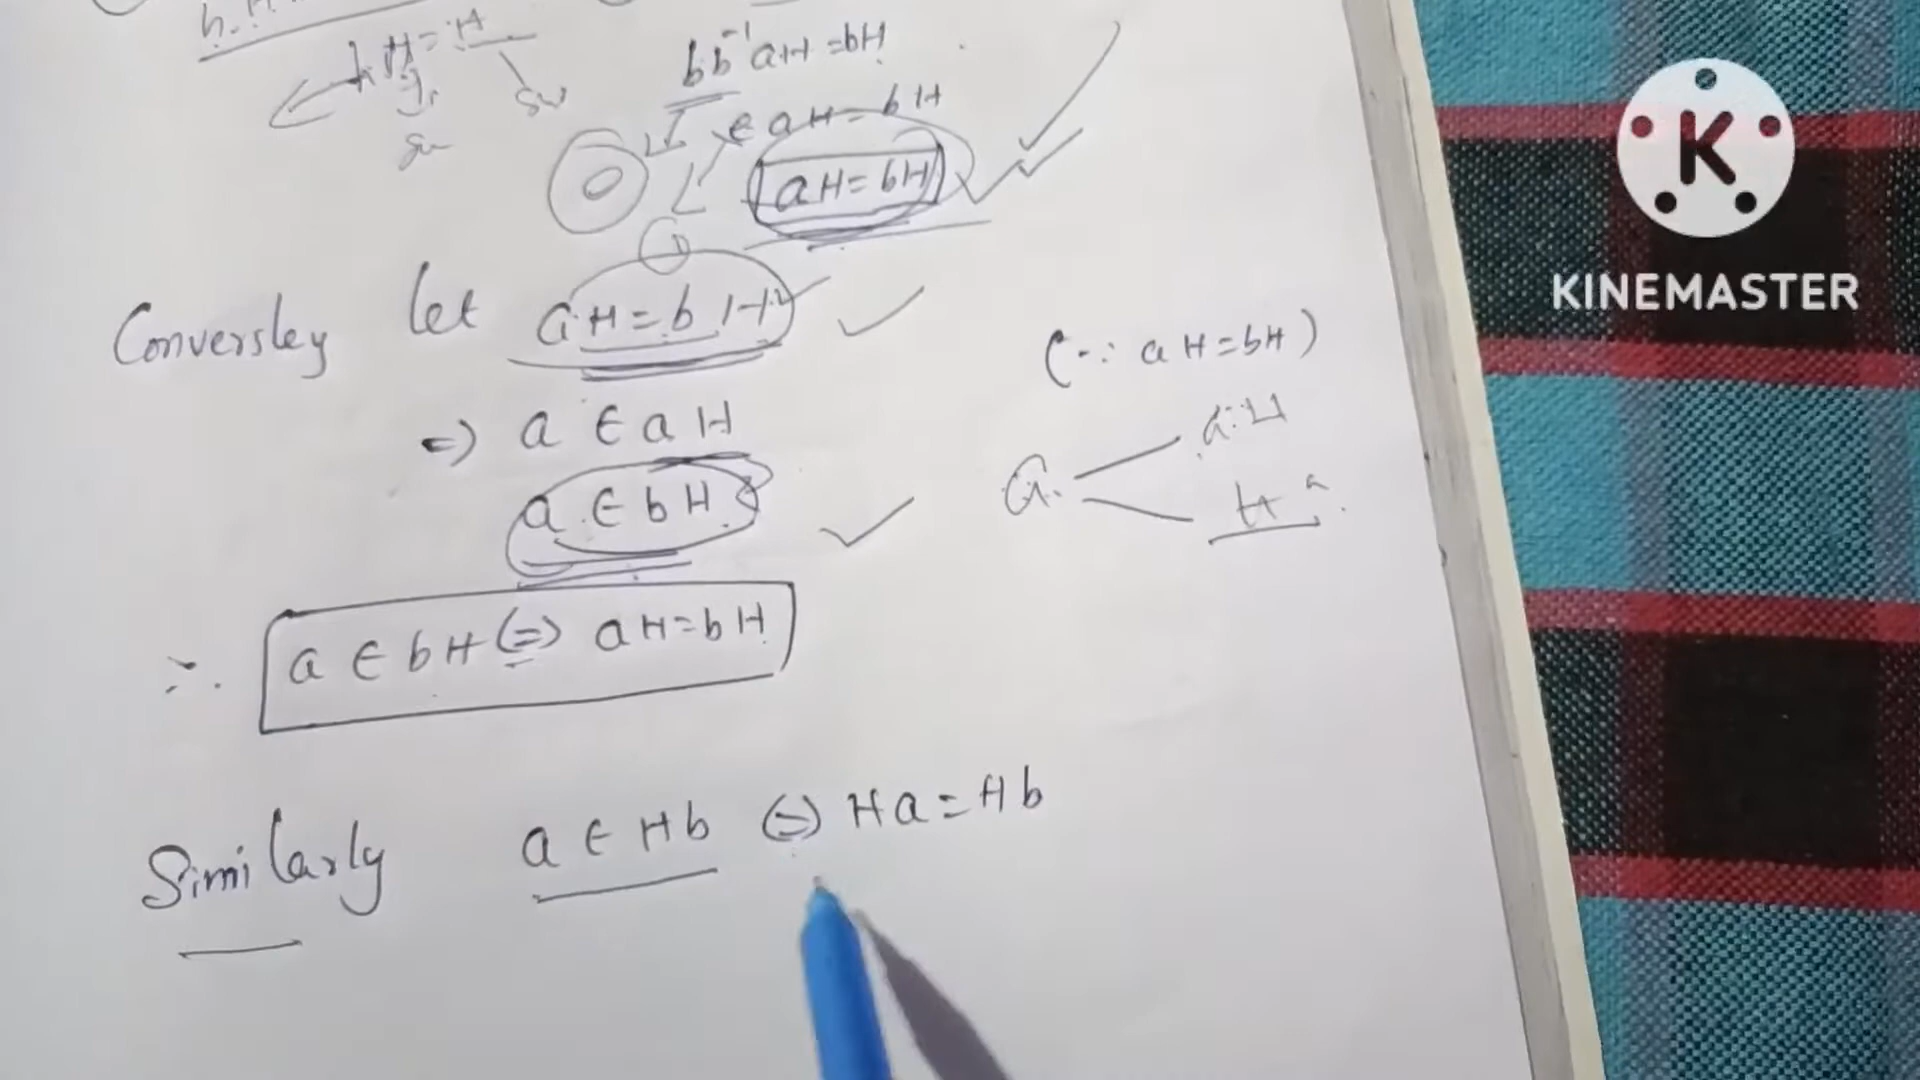 bb⁻¹aH = bH
e aH = bH
aH = bH
Conversley let aH = bH
(∵ aH = bH)
=) a ∈ aH
a ∈ bH
∴ a ∈ bH (=) aH = bH
Similarly a ∈ Hb (=) Ha = Hb
K
KINEMASTER